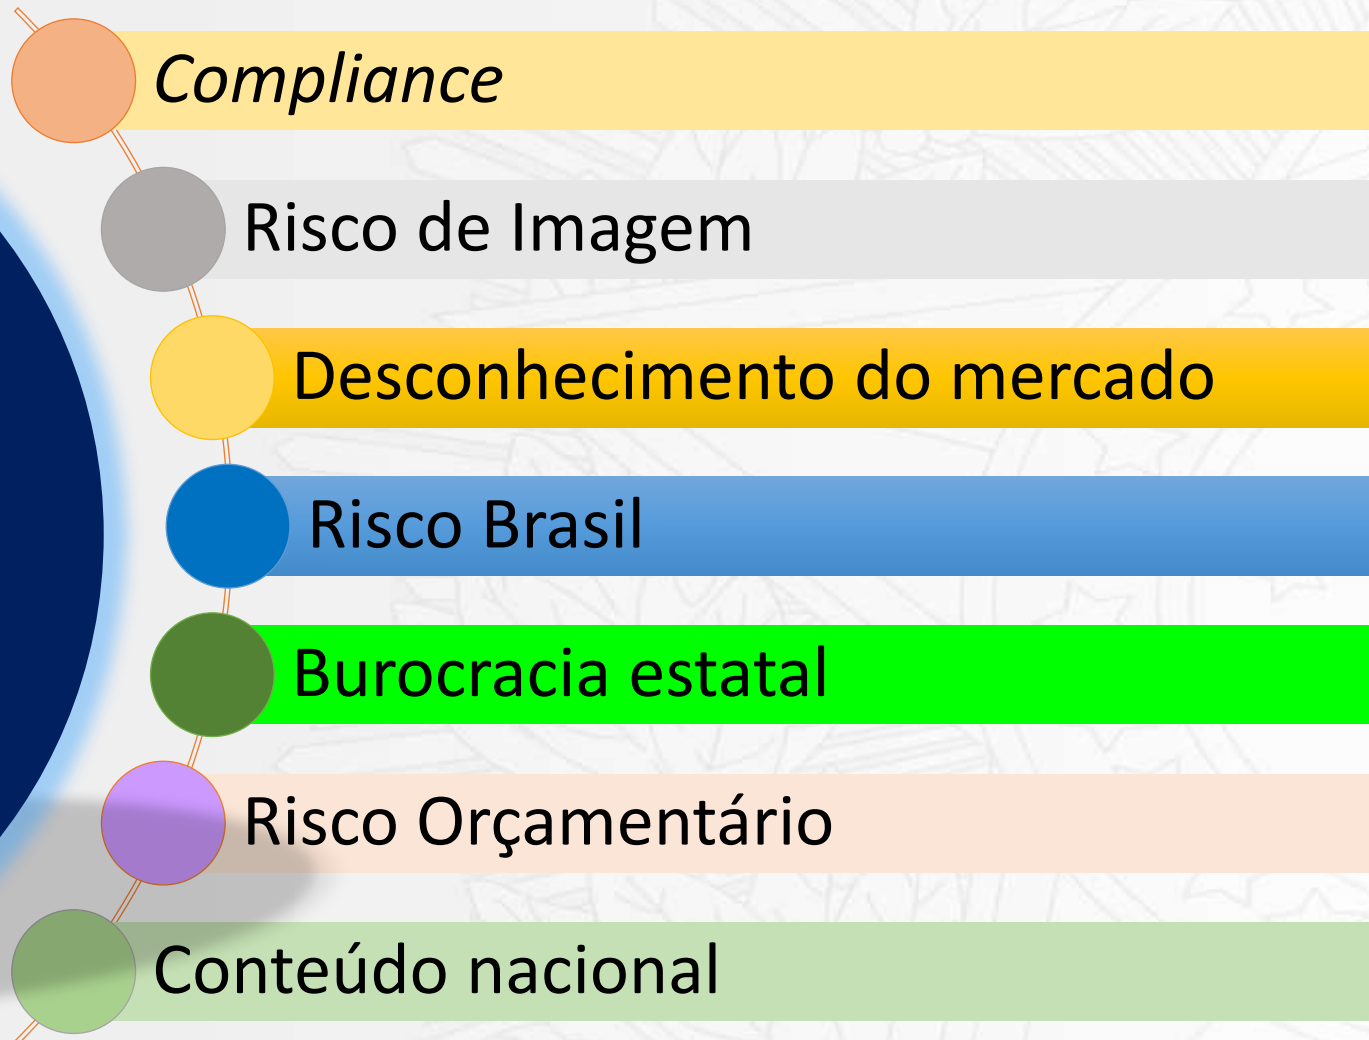 Compliance
Risco de Imagem
Desconhecimento do mercado
Risco Brasil
Burocracia estatal
Risco Orçamentário
Conteúdo nacional